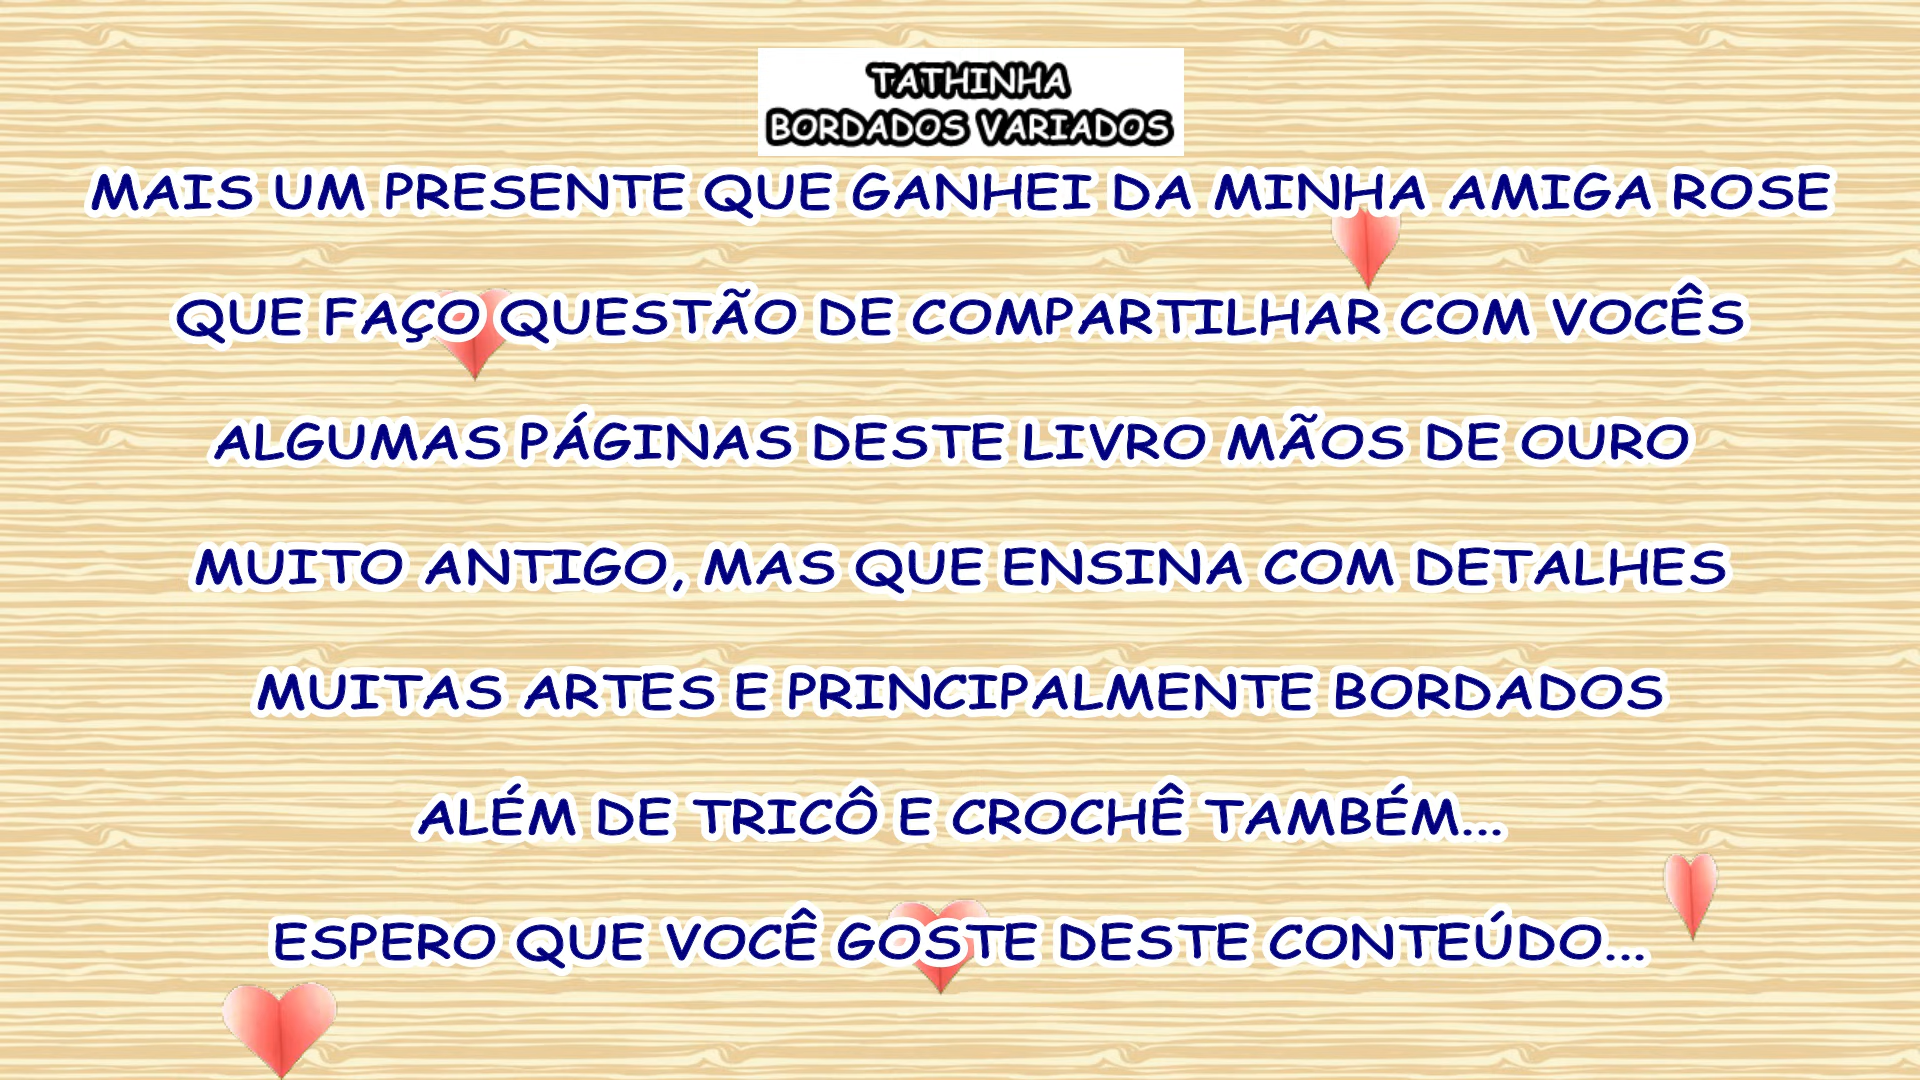 TATHINHA
BORDADOS VARIADOS
MAIS UM PRESENTE QUE GANHEI DA MINHA AMIGA ROSE
QUE FAÇO QUESTÃO DE COMPARTILHAR COM VOCÊS
ALGUMAS PÁGINAS DESTE LIVRO MÃOS DE OURO
MUITO ANTIGO, MAS QUE ENSINA COM DETALHES
MUITAS ARTES E PRINCIPALMENTE BORDADOS
ALÉM DE TRICÔ E CROCHÊ TAMBÉM...
ESPERO QUE VOCÊ GOSTE DESTE CONTEÚDO...